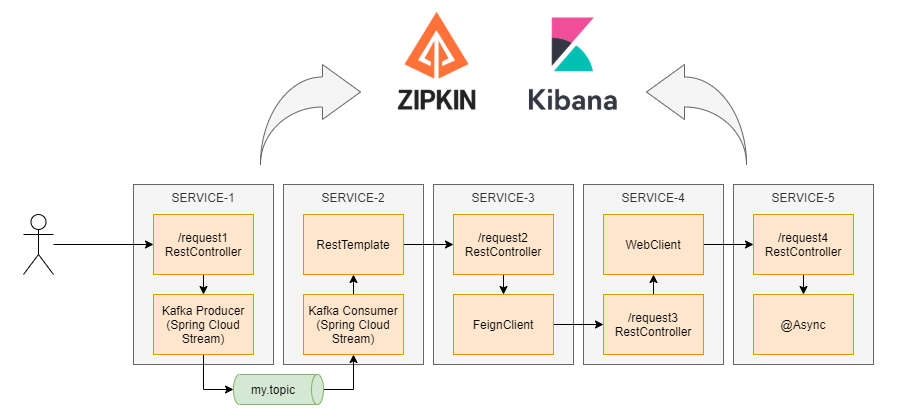 ZIPKIN
Kibana
SERVICE-1
/request1
RestController
Kafka Producer
(Spring Cloud
Stream)
my.topic
SERVICE-2
RestTemplate
Kafka Consumer
(Spring Cloud
Stream)
SERVICE-3
/request2
RestController
FeignClient
SERVICE-4
WebClient
/request3
RestController
SERVICE-5
/request4
RestController
@Async